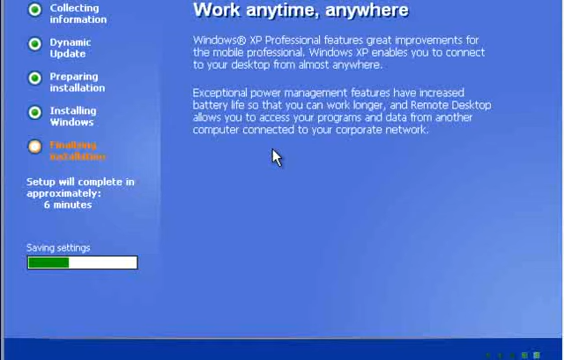 Collecting
information
Dynamic
Update
Preparing
installation
Installing
Windows
Finalizing
installation
Setup will complete in
approximately:
6 minutes
Saving settings
Work anytime, anywhere
Windows® XP Professional features great improvements for
the mobile professional. Windows XP enables you to connect
to your desktop from almost anywhere.
Exceptional power management features have increased
battery life so that you can work longer, and Remote Desktop
allows you to access your programs and data from another
computer connected to your corporate network.